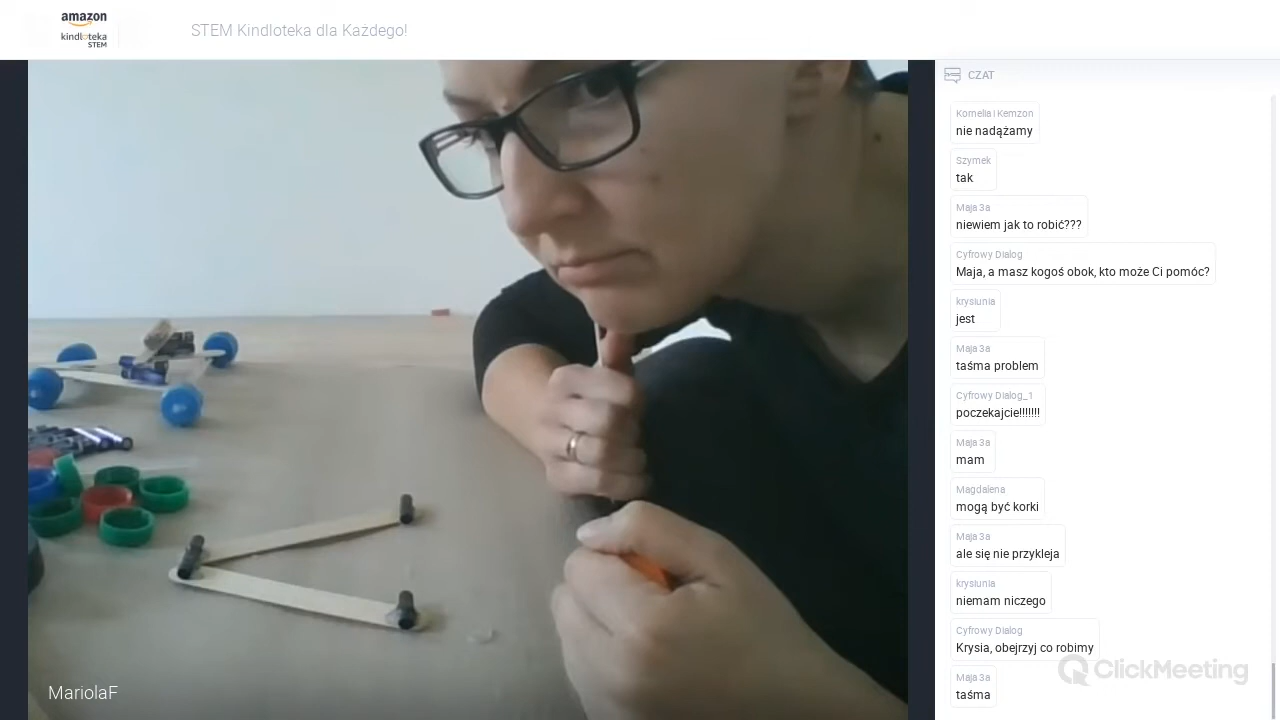 amazon
kindloteka
STEM
STEM Kindloteka dla Każdego!
CZAT
Kornelia i Kemzon
nie nadążamy
Szymek
tak
Maja 3a
niewiem jak to robić???
Cyfrowy Dialog
Maja, a masz kogoś obok, kto może Ci pomóc?
krysiunia
jest
Maja 3a
taśma problem
Cyfrowy Dialog_1
poczekajcie!!!!!!!
Maja 3a
mam
Magdalena
mogą być korki
Maja 3a
ale się nie przykleja
krysiunia
niemam niczego
Cyfrowy Dialog
Krysia, obejrzyj co robimy
ClickMeeting
Maja 3a
taśma
MariolaF